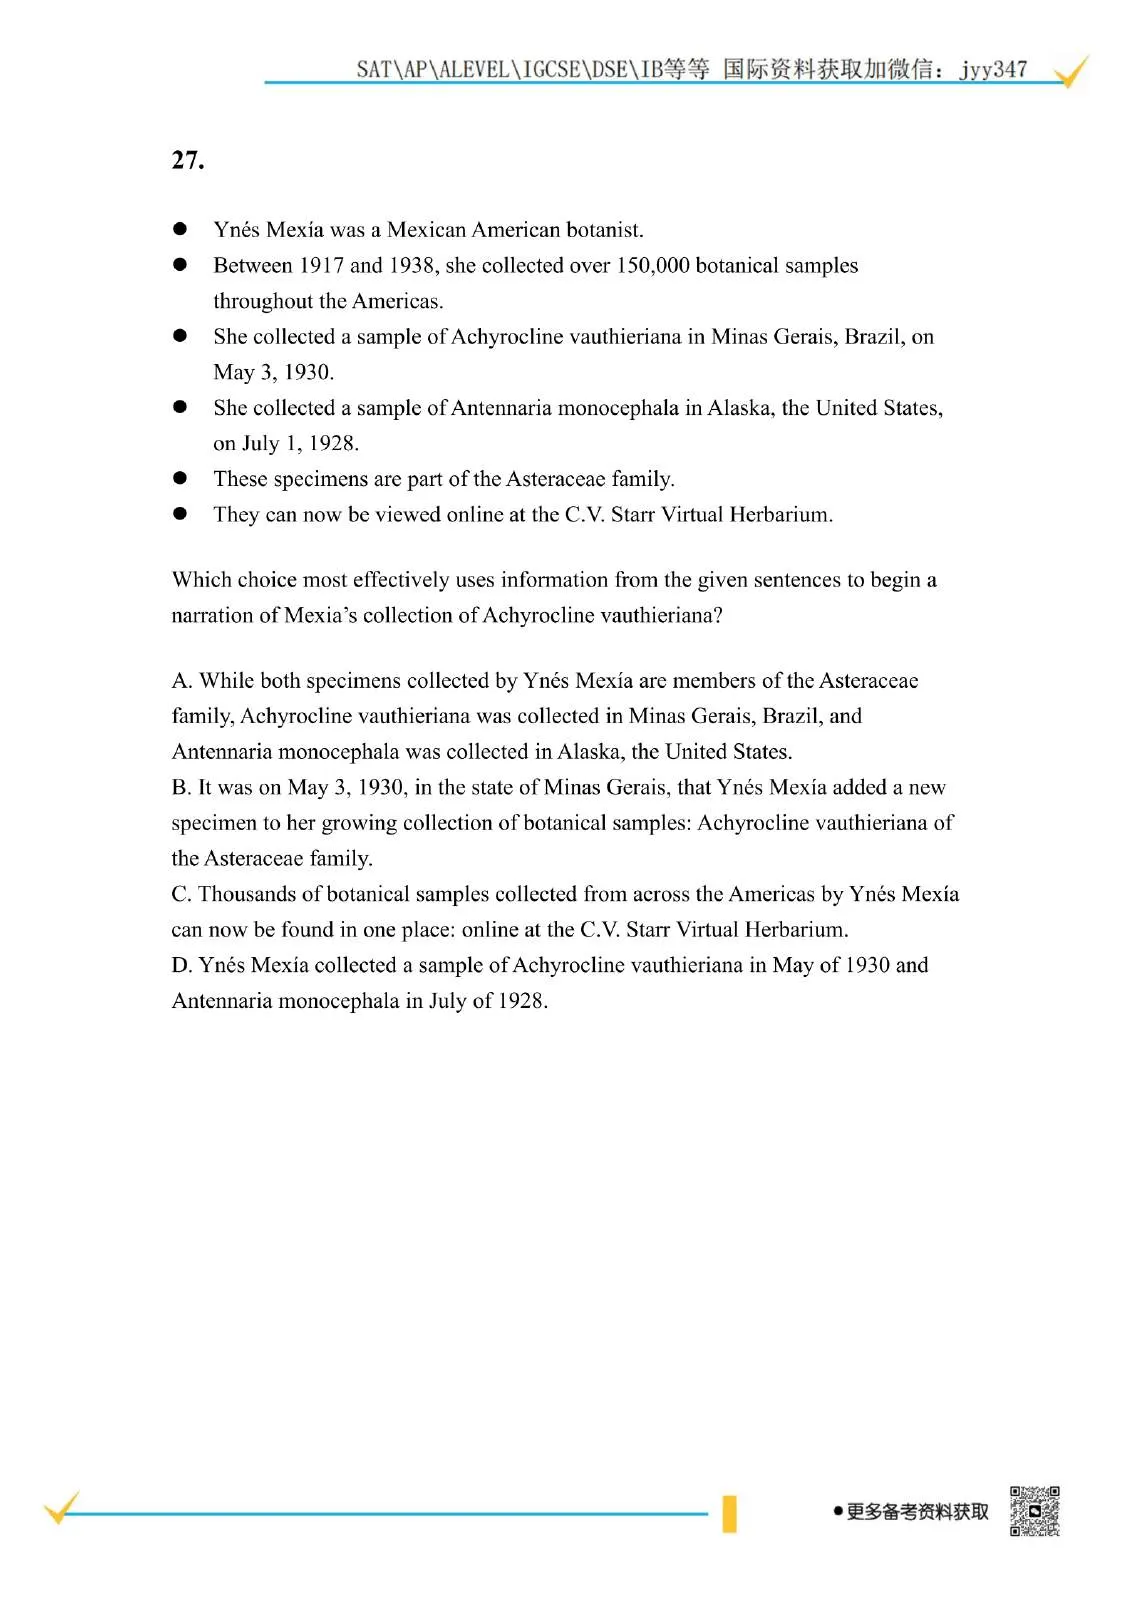 SAT\AP\ALEVEL\IGCSE\DSE\IB等等 国际资料获取加微信：jyy347
27.
● Ynés Mexía was a Mexican American botanist.
● Between 1917 and 1938, she collected over 150,000 botanical samples
throughout the Americas.
● She collected a sample of Achyrocline vauthieriana in Minas Gerais, Brazil, on
May 3, 1930.
● She collected a sample of Antennaria monocephala in Alaska, the United States,
on July 1, 1928.
● These specimens are part of the Asteraceae family.
● They can now be viewed online at the C.V. Starr Virtual Herbarium.
Which choice most effectively uses information from the given sentences to begin a
narration of Mexia’s collection of Achyrocline vauthieriana?
A. While both specimens collected by Ynés Mexía are members of the Asteraceae
family, Achyrocline vauthieriana was collected in Minas Gerais, Brazil, and
Antennaria monocephala was collected in Alaska, the United States.
B. It was on May 3, 1930, in the state of Minas Gerais, that Ynés Mexía added a new
specimen to her growing collection of botanical samples: Achyrocline vauthieriana of
the Asteraceae family.
C. Thousands of botanical samples collected from across the Americas by Ynés Mexía
can now be found in one place: online at the C.V. Starr Virtual Herbarium.
D. Ynés Mexía collected a sample of Achyrocline vauthieriana in May of 1930 and
Antennaria monocephala in July of 1928.
●更多备考资料获取